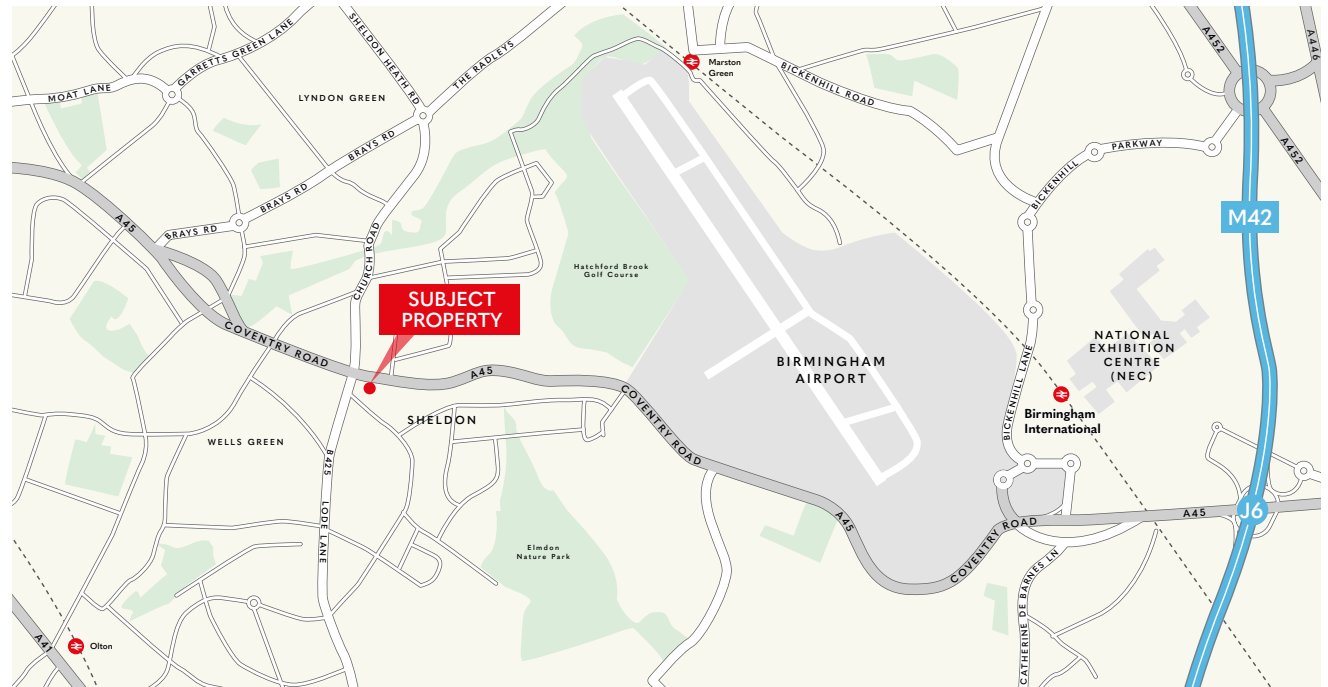 MOAT LANE
GARRETTS GREEN LANE
SHELDON HEATH RD
THE RADLEYS
LYNDON GREEN
Marston
Green
BICKENHILL ROAD
A452
A446
A452
BICKENHILL
PARKWAY
M42
BRAYS RD
BRAYS RD
BRAYS RD
A45
CHURCH ROAD
Hatchford Brook
Golf Course
SUBJECT
PROPERTY
COVENTRY ROAD
A45
BIRMINGHAM
AIRPORT
NATIONAL
EXHIBITION
CENTRE
(NEC)
BICKENHILL LANE
Birmingham
International
SHELDON
WELLS GREEN
COVENTRY ROAD
B425
LODE LANE
A45
COVENTRY ROAD
A45
J6
Elmdon
Nature Park
CATHERINE DE BARNES LN
A41
Olton